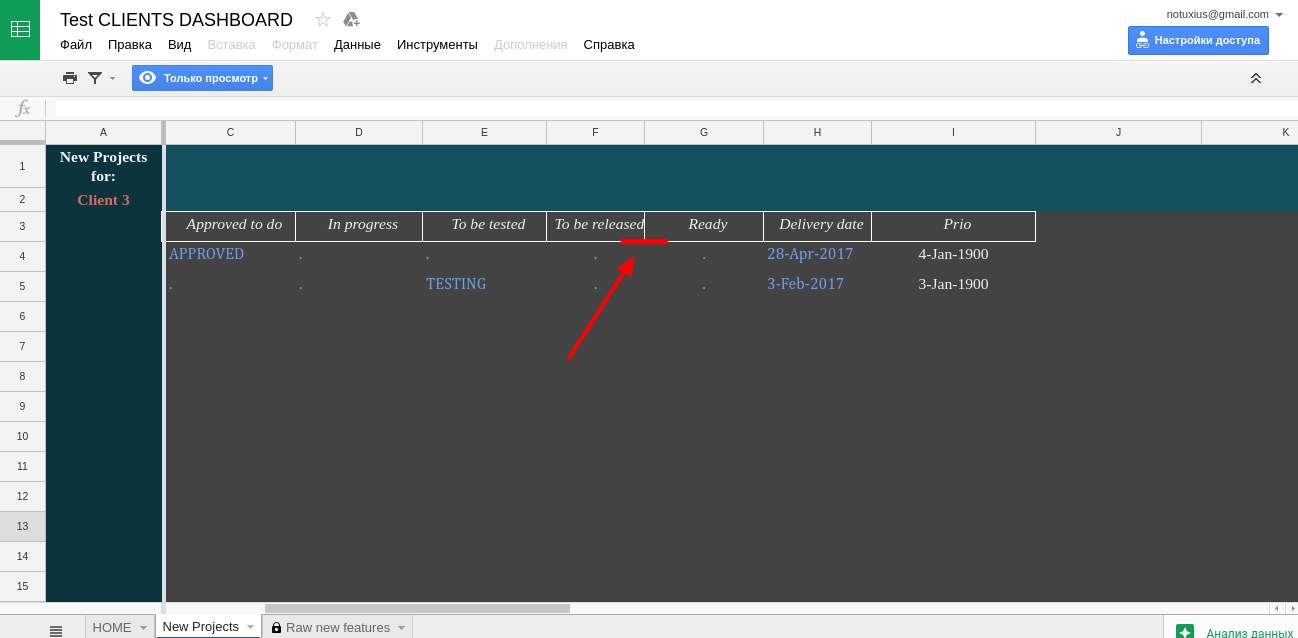 Test CLIENTS DASHBOARD
notuxius@gmail.com
Файл Правка Вид Вставка Формат Данные Инструменты Дополнения Справка
Настройки доступа
Только просмотр
fx
A C D E F G H I J K
1 New Projects for:
2 Client 3
3 Approved to do In progress To be tested To be released Ready Delivery date Prio
4 APPROVED . . . . 28-Apr-2017 4-Jan-1900
5 . . TESTING . . 3-Feb-2017 3-Jan-1900
6
7
8
9
10
11
12
13
14
15
HOME New Projects Raw new features
Анализ данных